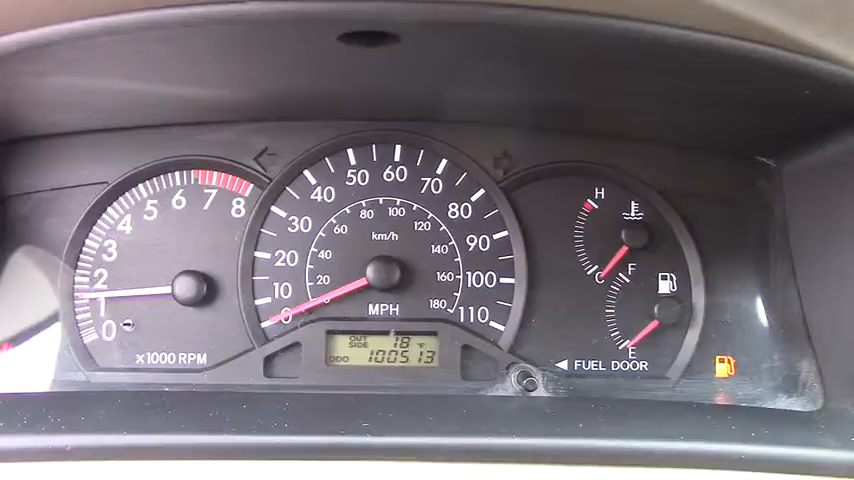 0 1 2 3 4 5 6 7 8
x1000 RPM
0 10 20 30 40 50 60 70 80 90 100 110
20 40 60 80 100 120 140 160 180
km/h
MPH
OUT SIDE 18 °F
ODO 100513
H
C
F
E
◀ FUEL DOOR